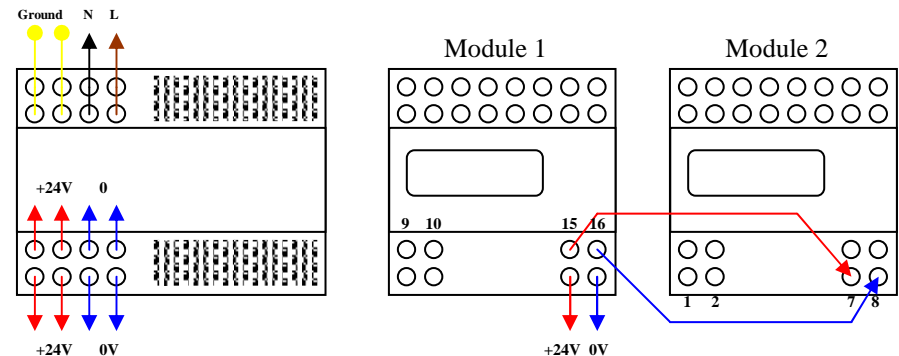 Ground N L
Module 1 Module 2
+24V 0
9 10 15 16
1 2 7 8
+24V 0V +24V 0V